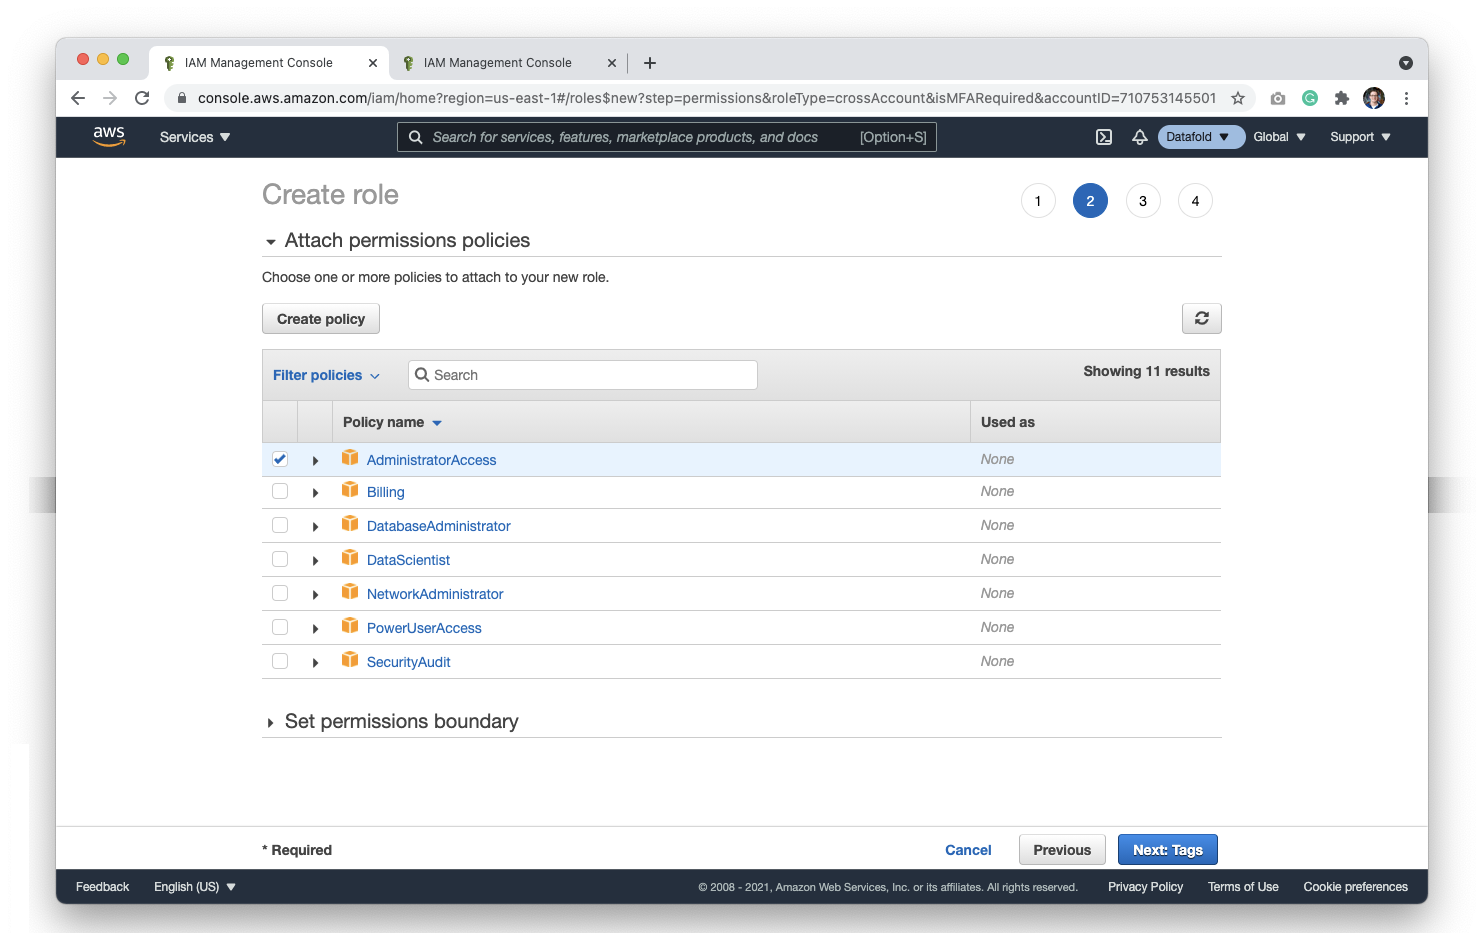 IAM Management Console
IAM Management Console
console.aws.amazon.com/iam/home?region=us-east-1#/roles$new?step=permissions&roleType=crossAccount&isMFARequired&accountID=710753145501
aws Services Search for services, features, marketplace products, and docs [Option+S] Datafold Global Support
Create role 1 2 3 4
Attach permissions policies
Choose one or more policies to attach to your new role.
Create policy
Filter policies Search Showing 11 results
Policy name Used as
AdministratorAccess None
Billing None
DatabaseAdministrator None
DataScientist None
NetworkAdministrator None
PowerUserAccess None
SecurityAudit None
Set permissions boundary
* Required Cancel Previous Next: Tags
Feedback English (US) © 2008 - 2021, Amazon Web Services, Inc. or its affiliates. All rights reserved. Privacy Policy Terms of Use Cookie preferences